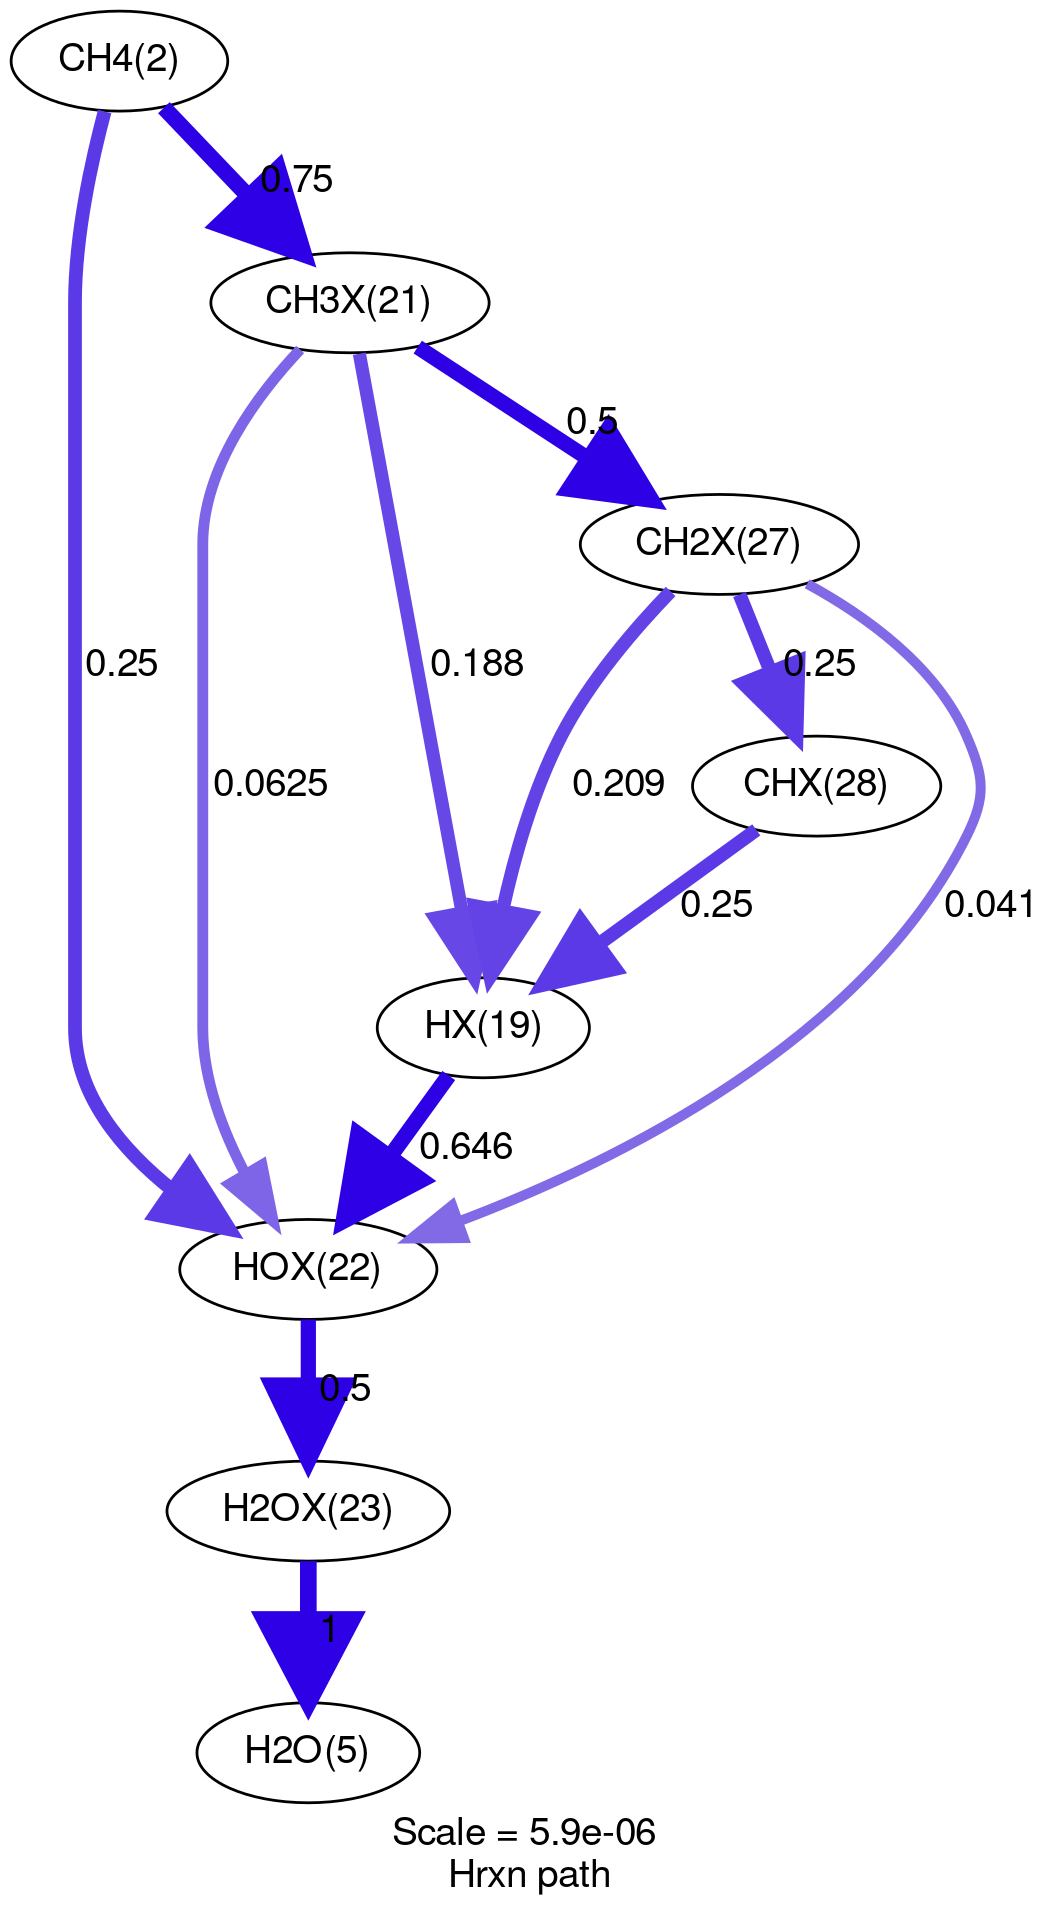 CH4(2)
0.75
CH3X(21)
0.5
CH2X(27)
0.25
0.188
0.25
0.0625
0.209
CHX(28)
0.25
0.041
HX(19)
0.646
HOX(22)
0.5
H2OX(23)
1
H2O(5)
Scale = 5.9e-06
Hrxn path